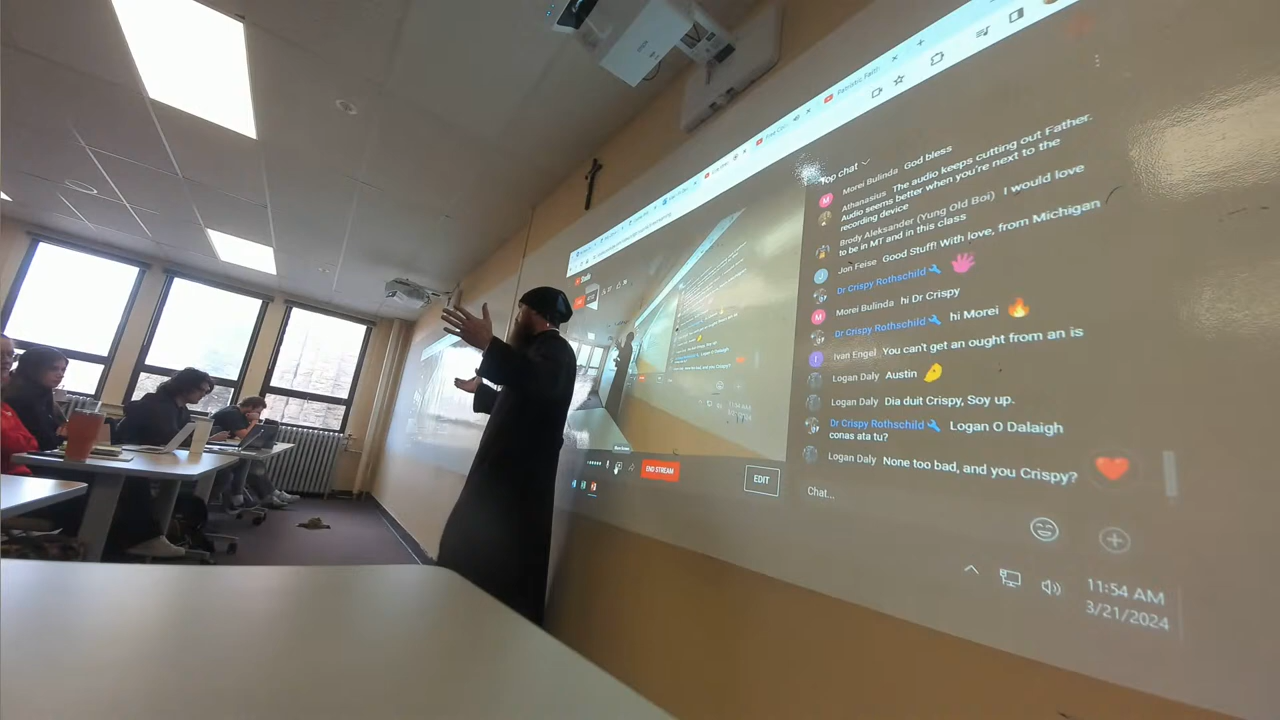 Patristic Faith
Top chat
Morei Bulinda God bless
Athanasius The audio keeps cutting out Father.
Audio seems better when you're next to the
recording device
Brody Aleksander (Yung Old Boi) I would love
to be in MT and in this class
Jon Feise Good Stuff! With love, from Michigan
Dr Crispy Rothschild
Morei Bulinda hi Dr Crispy
Dr Crispy Rothschild hi Morei
Ivan Engel You can't get an ought from an is
Logan Daly Austin
Logan Daly Dia duit Crispy, Soy up.
Dr Crispy Rothschild Logan O Dalaigh
conas ata tu?
Logan Daly None too bad, and you Crispy?
END STREAM
EDIT
Chat...
11:54 AM
3/21/2024